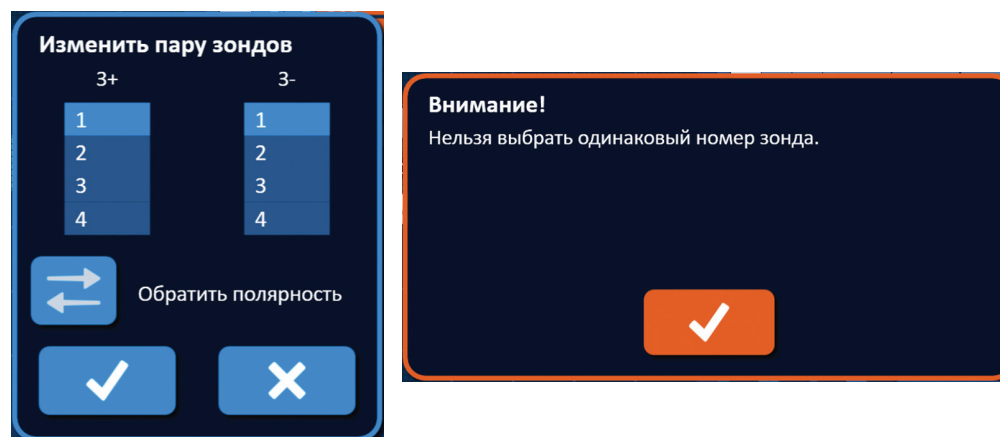 Изменить пару зондов
3+ 3-
1 1
2 2
3 3
4 4
Обратить полярность
Внимание!
Нельзя выбрать одинаковый номер зонда.